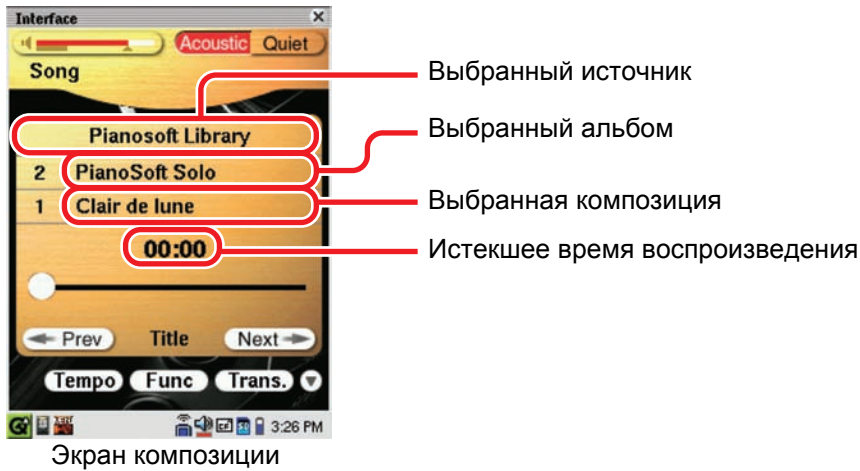 Interface
Acoustic Quiet
Song
Pianosoft Library
2 PianoSoft Solo
1 Clair de lune
00:00
Prev Title Next
Tempo Func Trans.
3:26 PM
Выбранный источник
Выбранный альбом
Выбранная композиция
Истекшее время воспроизведения
Экран композиции